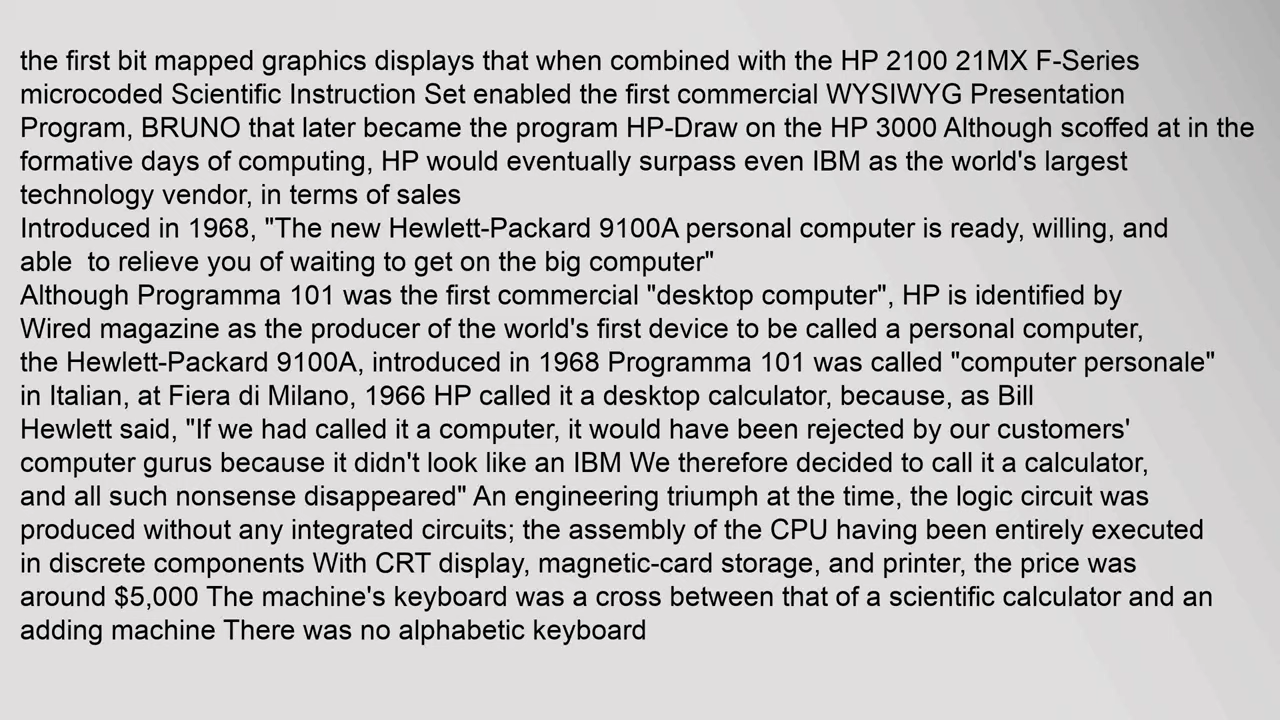 the first bit mapped graphics displays that when combined with the HP 2100 21MX F-Series
microcoded Scientific Instruction Set enabled the first commercial WYSIWYG Presentation
Program, BRUNO that later became the program HP-Draw on the HP 3000 Although scoffed at in the
formative days of computing, HP would eventually surpass even IBM as the world's largest
technology vendor, in terms of sales
Introduced in 1968, "The new Hewlett-Packard 9100A personal computer is ready, willing, and
able  to relieve you of waiting to get on the big computer"
Although Programma 101 was the first commercial "desktop computer", HP is identified by
Wired magazine as the producer of the world's first device to be called a personal computer,
the Hewlett-Packard 9100A, introduced in 1968 Programma 101 was called "computer personale"
in Italian, at Fiera di Milano, 1966 HP called it a desktop calculator, because, as Bill
Hewlett said, "If we had called it a computer, it would have been rejected by our customers'
computer gurus because it didn't look like an IBM We therefore decided to call it a calculator,
and all such nonsense disappeared" An engineering triumph at the time, the logic circuit was
produced without any integrated circuits; the assembly of the CPU having been entirely executed
in discrete components With CRT display, magnetic-card storage, and printer, the price was
around $5,000 The machine's keyboard was a cross between that of a scientific calculator and an
adding machine There was no alphabetic keyboard